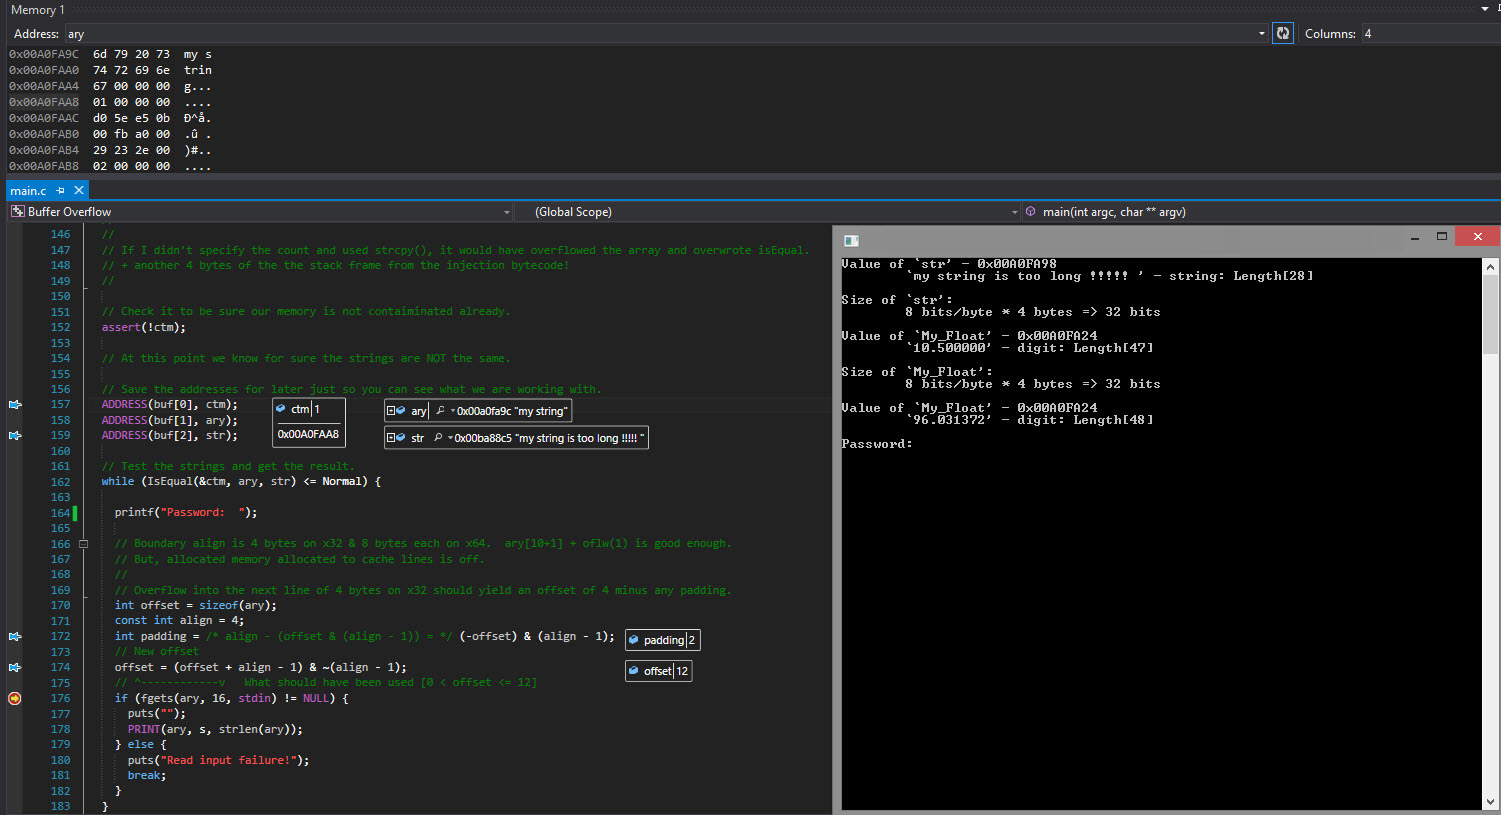 Memory 1
Address: ary Columns: 4
0x00A0FA9C 6d 79 20 73 my s
0x00A0FAA0 74 72 69 6e trin
0x00A0FAA4 67 00 00 00 g...
0x00A0FAA8 01 00 00 00 ....
0x00A0FAAC d0 5e e5 0b Ð^å.
0x00A0FAB0 00 fb a0 00 .û .
0x00A0FAB4 29 23 2e 00 )#..
0x00A0FAB8 02 00 00 00 ....
main.c
Buffer Overflow (Global Scope) main(int argc, char ** argv)
146 //
147 // If I didn't specify the count and used strcpy(), it would have overflowed the array and overwrote isEqual.
148 // + another 4 bytes of the the stack frame from the injection bytecode!
149 //
150
151 // Check it to be sure our memory is not contaiminated already.
152 assert(!ctm);
153
154 // At this point we know for sure the strings are NOT the same.
155
156 // Save the addresses for later just so you can see what we are working with.
157 ADDRESS(buf[0], ctm);
158 ADDRESS(buf[1], ary);
159 ADDRESS(buf[2], str);
160
161 // Test the strings and get the result.
162 while (IsEqual(&ctm, ary, str) <= Normal) {
163
164 printf("Password:  ");
165
166 // Boundary align is 4 bytes on x32 & 8 bytes each on x64.  ary[10+1] + oflw(1) is good enough.
167 // But, allocated memory allocated to cache lines is off.
168 //
169 // Overflow into the next line of 4 bytes on x32 should yield an offset of 4 minus any padding.
170 int offset = sizeof(ary);
171 const int align = 4;
172 int padding = /* align - (offset & (align - 1)) = */ (-offset) & (align - 1);
173 // New offset
174 offset = (offset + align - 1) & ~(align - 1);
175 // ^------------v   What should have been used [0 < offset <= 12]
176 if (fgets(ary, 16, stdin) != NULL) {
177 puts("");
178 PRINT(ary, s, strlen(ary));
179 } else {
180 puts("Read input failure!");
181 break;
182 }
183 }
ctm 1
0x00A0FAA8
ary 0x00a0fa9c "my string"
str 0x00ba88c5 "my string is too long !!!!! "
padding 2
offset 12
Value of `str' - 0x00A0FA98
`my string is too long !!!!! ' - string: Length[28]
Size of `str':
8 bits/byte * 4 bytes => 32 bits
Value of `My_Float' - 0x00A0FA24
`10.500000' - digit: Length[47]
Size of `My_Float':
8 bits/byte * 4 bytes => 32 bits
Value of `My_Float' - 0x00A0FA24
`96.031372' - digit: Length[48]
Password: